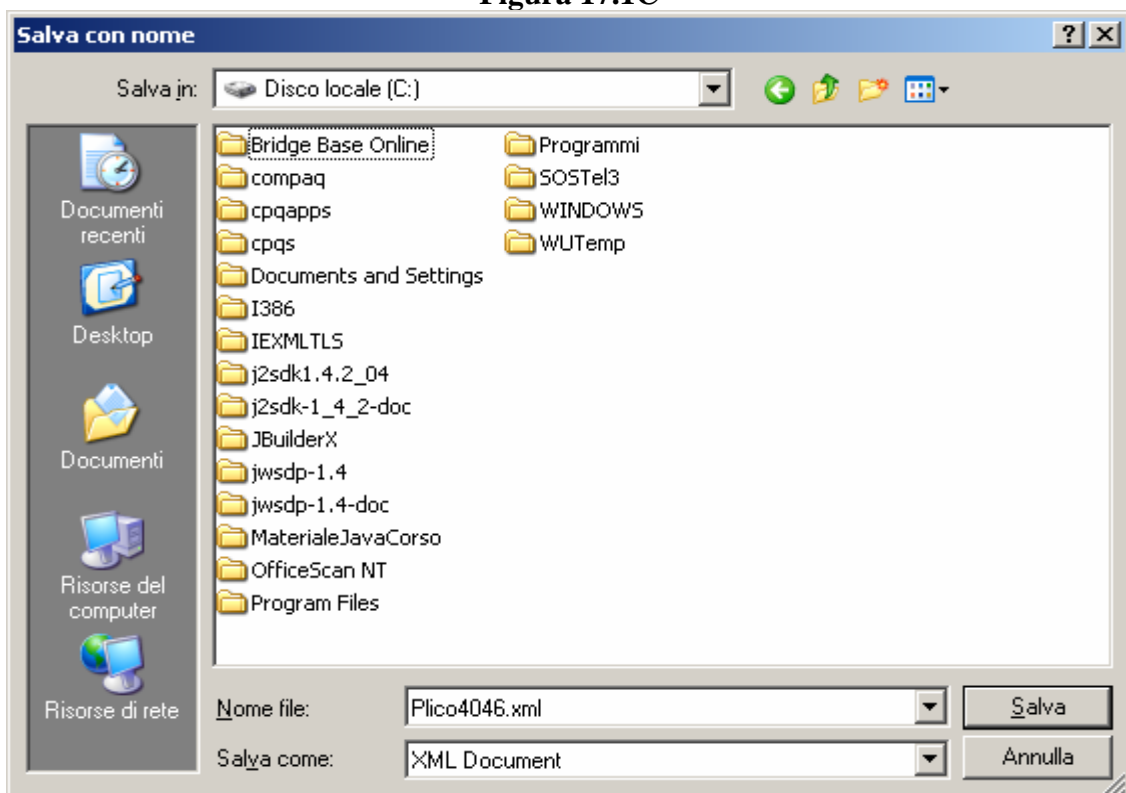 Figura 17.1C
Salva con nome
Salva in:
Disco locale (C:)
Documenti
recenti
Desktop
Documenti
Risorse del
computer
Risorse di rete
Bridge Base Online
compaq
cpqapps
cpqs
Documents and Settings
I386
IEXMLTLS
j2sdk1.4.2_04
j2sdk-1_4_2-doc
JBuilderX
jwsdp-1.4
jwsdp-1.4-doc
MaterialeJavaCorso
OfficeScan NT
Program Files
Programmi
SOSTel3
WINDOWS
WUTemp
Nome file:
Plico4046.xml
Salva
Salva come:
XML Document
Annulla